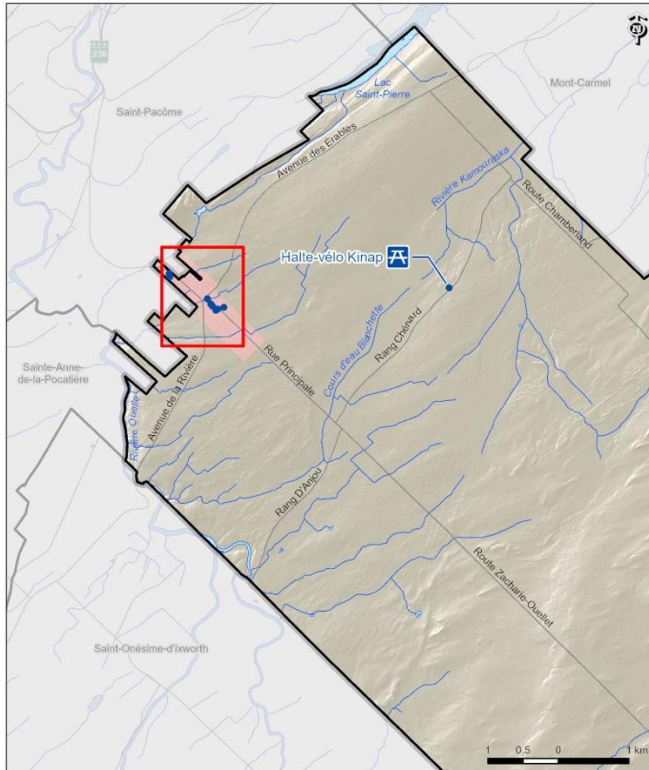 230
Lac
Saint-Pierre
Mont-Carmel
Saint-Pacôme
Avenue des Érables
Rivière Kamouraska
Route Chamberland
Halte-vélo Kinap
Cours d'eau Blanchette
Rang Chénard
Sainte-Anne-
de-la-Pocatière
Rue Principale
Avenue de la Rivière
Rivière Ouelle
Rang D'Anjou
Route Zacharie-Ouellet
Saint-Onésime-d'Ixworth
1 0.5 0 1 km